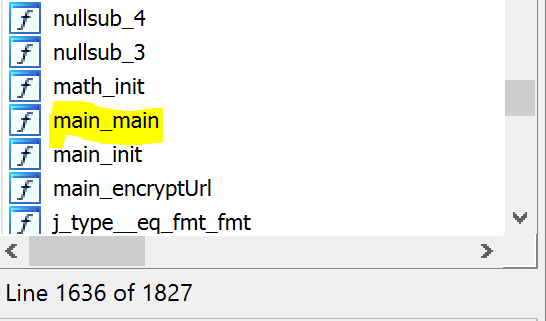 nullsub_4
nullsub_3
math_init
main_main
main_init
main_encryptUrl
j_type__eq_fmt_fmt
Line 1636 of 1827